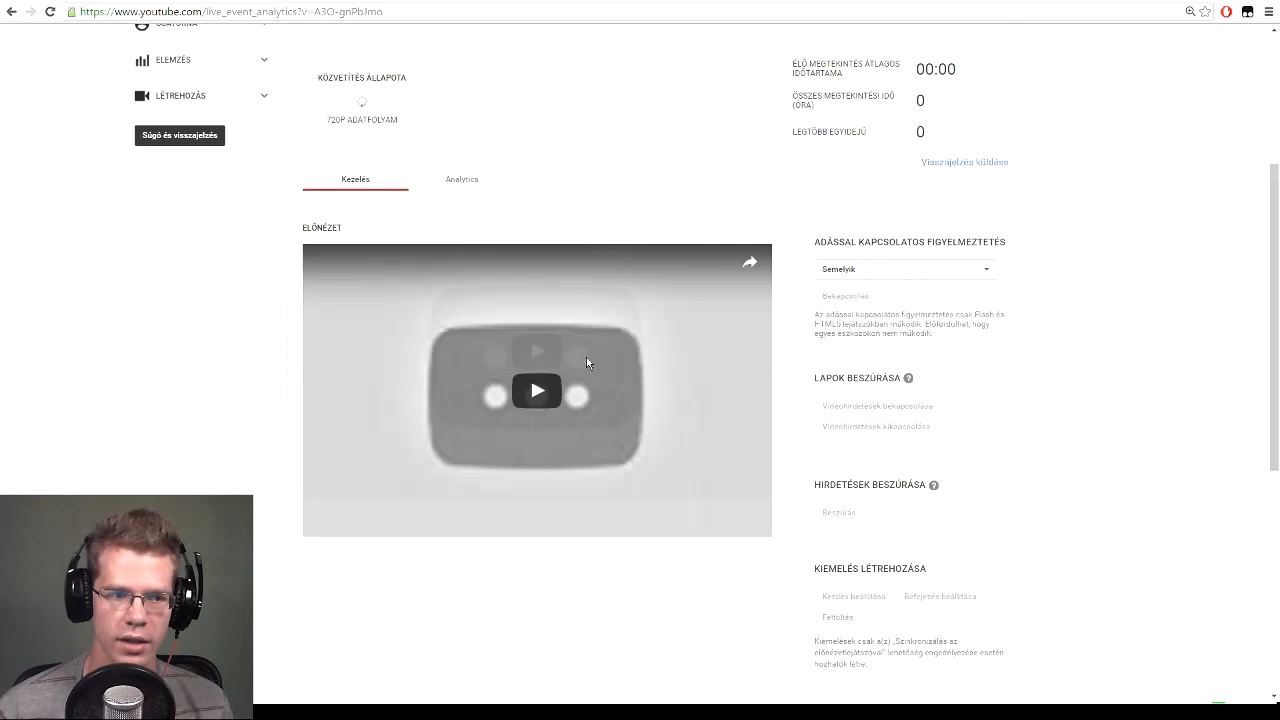 https://www.youtube.com/live_event_analytics?v=A3O-gnPbJmo
CSATORNA
ELEMZÉS
LÉTREHOZÁS
Súgó és visszajelzés
KÖZVETÍTÉS ÁLLAPOTA
720P ADATFOLYAM
ÉLŐ MEGTEKINTÉS ÁTLAGOS
IDŐTARTAMA
00:00
ÖSSZES MEGTEKINTÉSI IDŐ
(ÓRA)
0
LEGTÖBB EGYIDEJŰ
0
Visszajelzés küldése
Kezelés
Analytics
ELŐNÉZET
ADÁSSAL KAPCSOLATOS FIGYELMEZTETÉS
Semelyik
Bekapcsolás
Az adással kapcsolatos figyelmeztetés csak Flash és
HTML5 lejátszókban működik. Előfordulhat, hogy
egyes eszközökön nem működik.
LAPOK BESZÚRÁSA ?
Videohirdetések bekapcsolása
Videohirdetések kikapcsolása
HIRDETÉSEK BESZÚRÁSA ?
Beszúrás
KIEMELÉS LÉTREHOZÁSA
Kezdés beállítása
Befejezés beállítása
Feltöltés
Kiemelések csak a(z) „Szinkronizálás az
előnézetlejátszóval” lehetőség engedélyezése esetén
hozhatók létre.